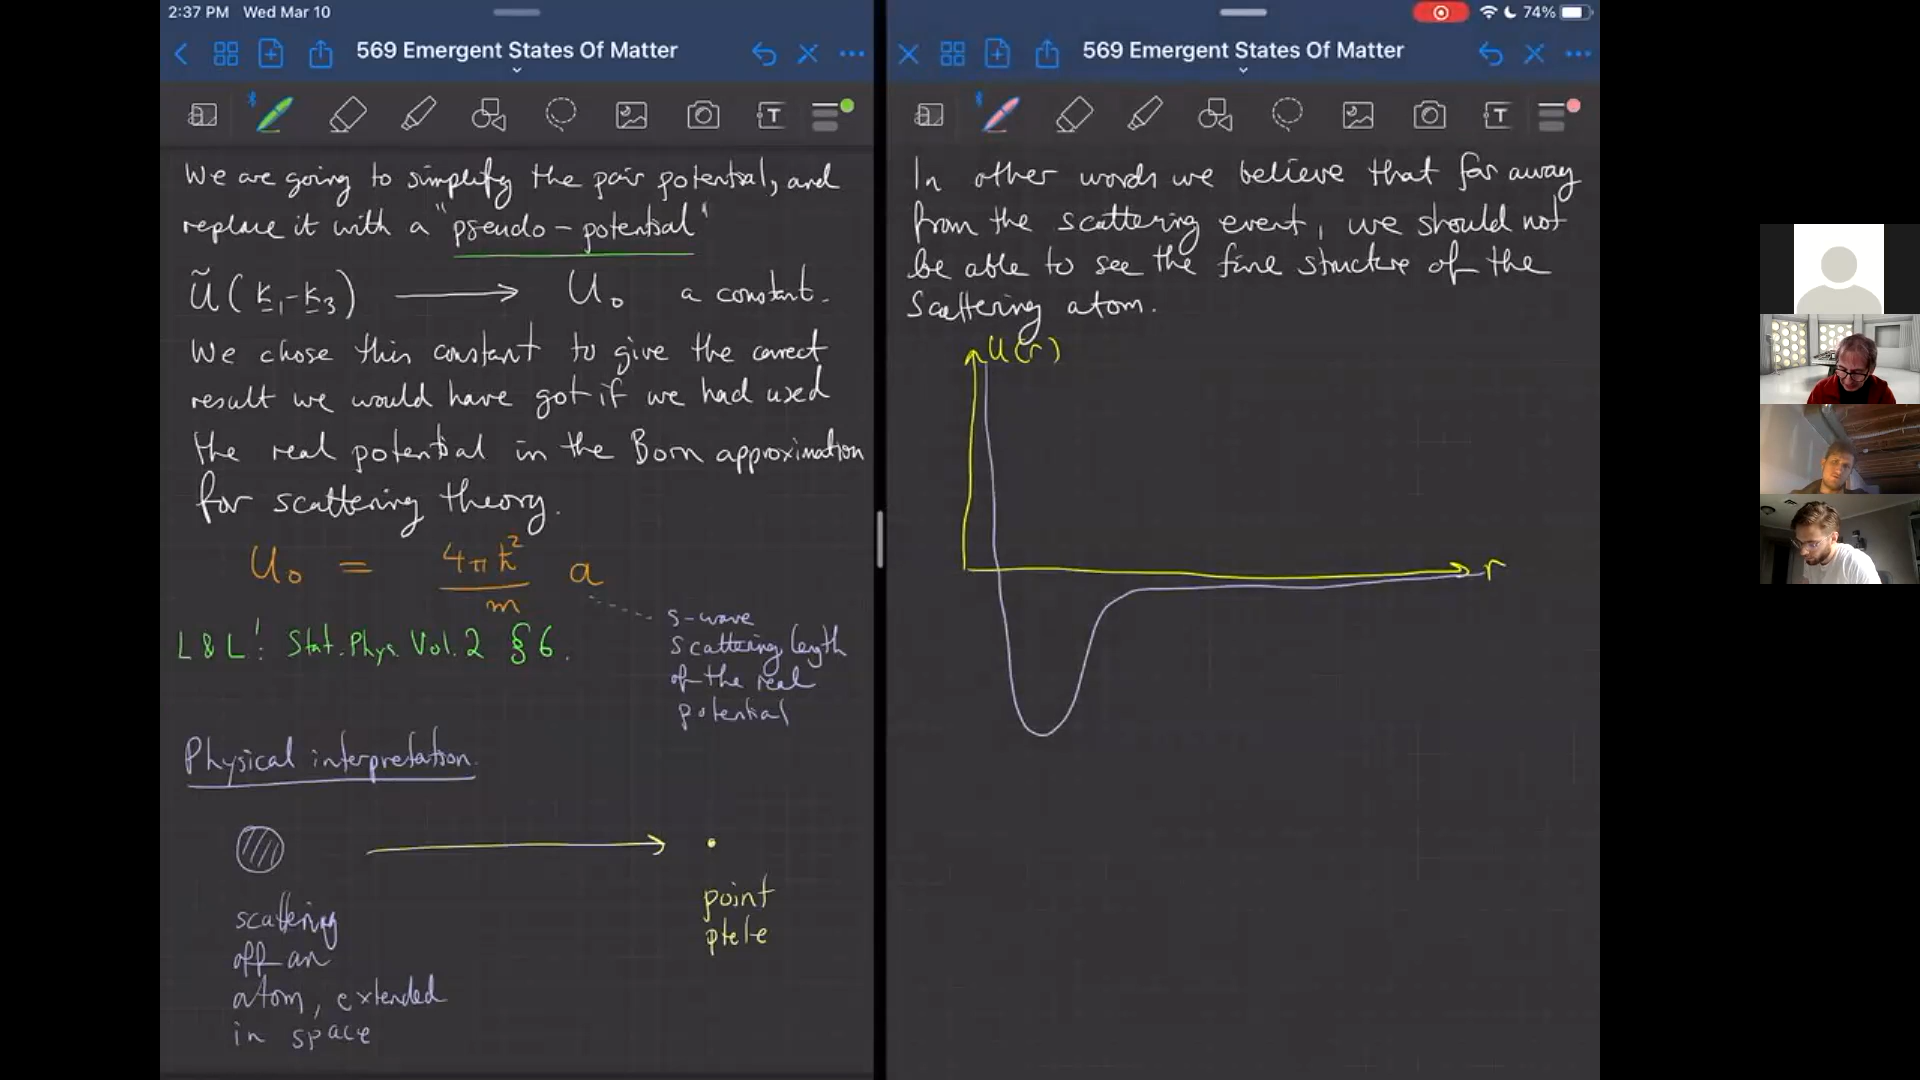 2:37 PM Wed Mar 10
74%
569 Emergent States Of Matter
We are going to simplify the pair potential, and
replace it with a "pseudo-potential"
Ũ(k₁-k₃) ⟶ U₀ a constant.
We chose this constant to give the correct
result we would have got if we had used
the real potential in the Born approximation
for scattering theory.
U₀ = 4πħ²/m a
s-wave
scattering length
of the real
potential
L&L: Stat. Phys. Vol. 2 §6.
Physical interpretation.
scattering
off an
atom, extended
in space
point
ptcle
569 Emergent States Of Matter
In other words we believe that far away
from the scattering event, we should not
be able to see the fine structure of the
scattering atom.
U(r)
r